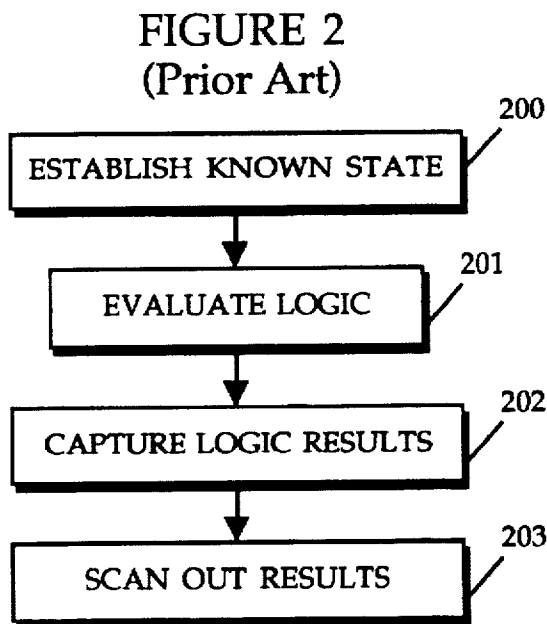 FIGURE 2
(Prior Art)
200
ESTABLISH KNOWN STATE
201
EVALUATE LOGIC
202
CAPTURE LOGIC RESULTS
203
SCAN OUT RESULTS